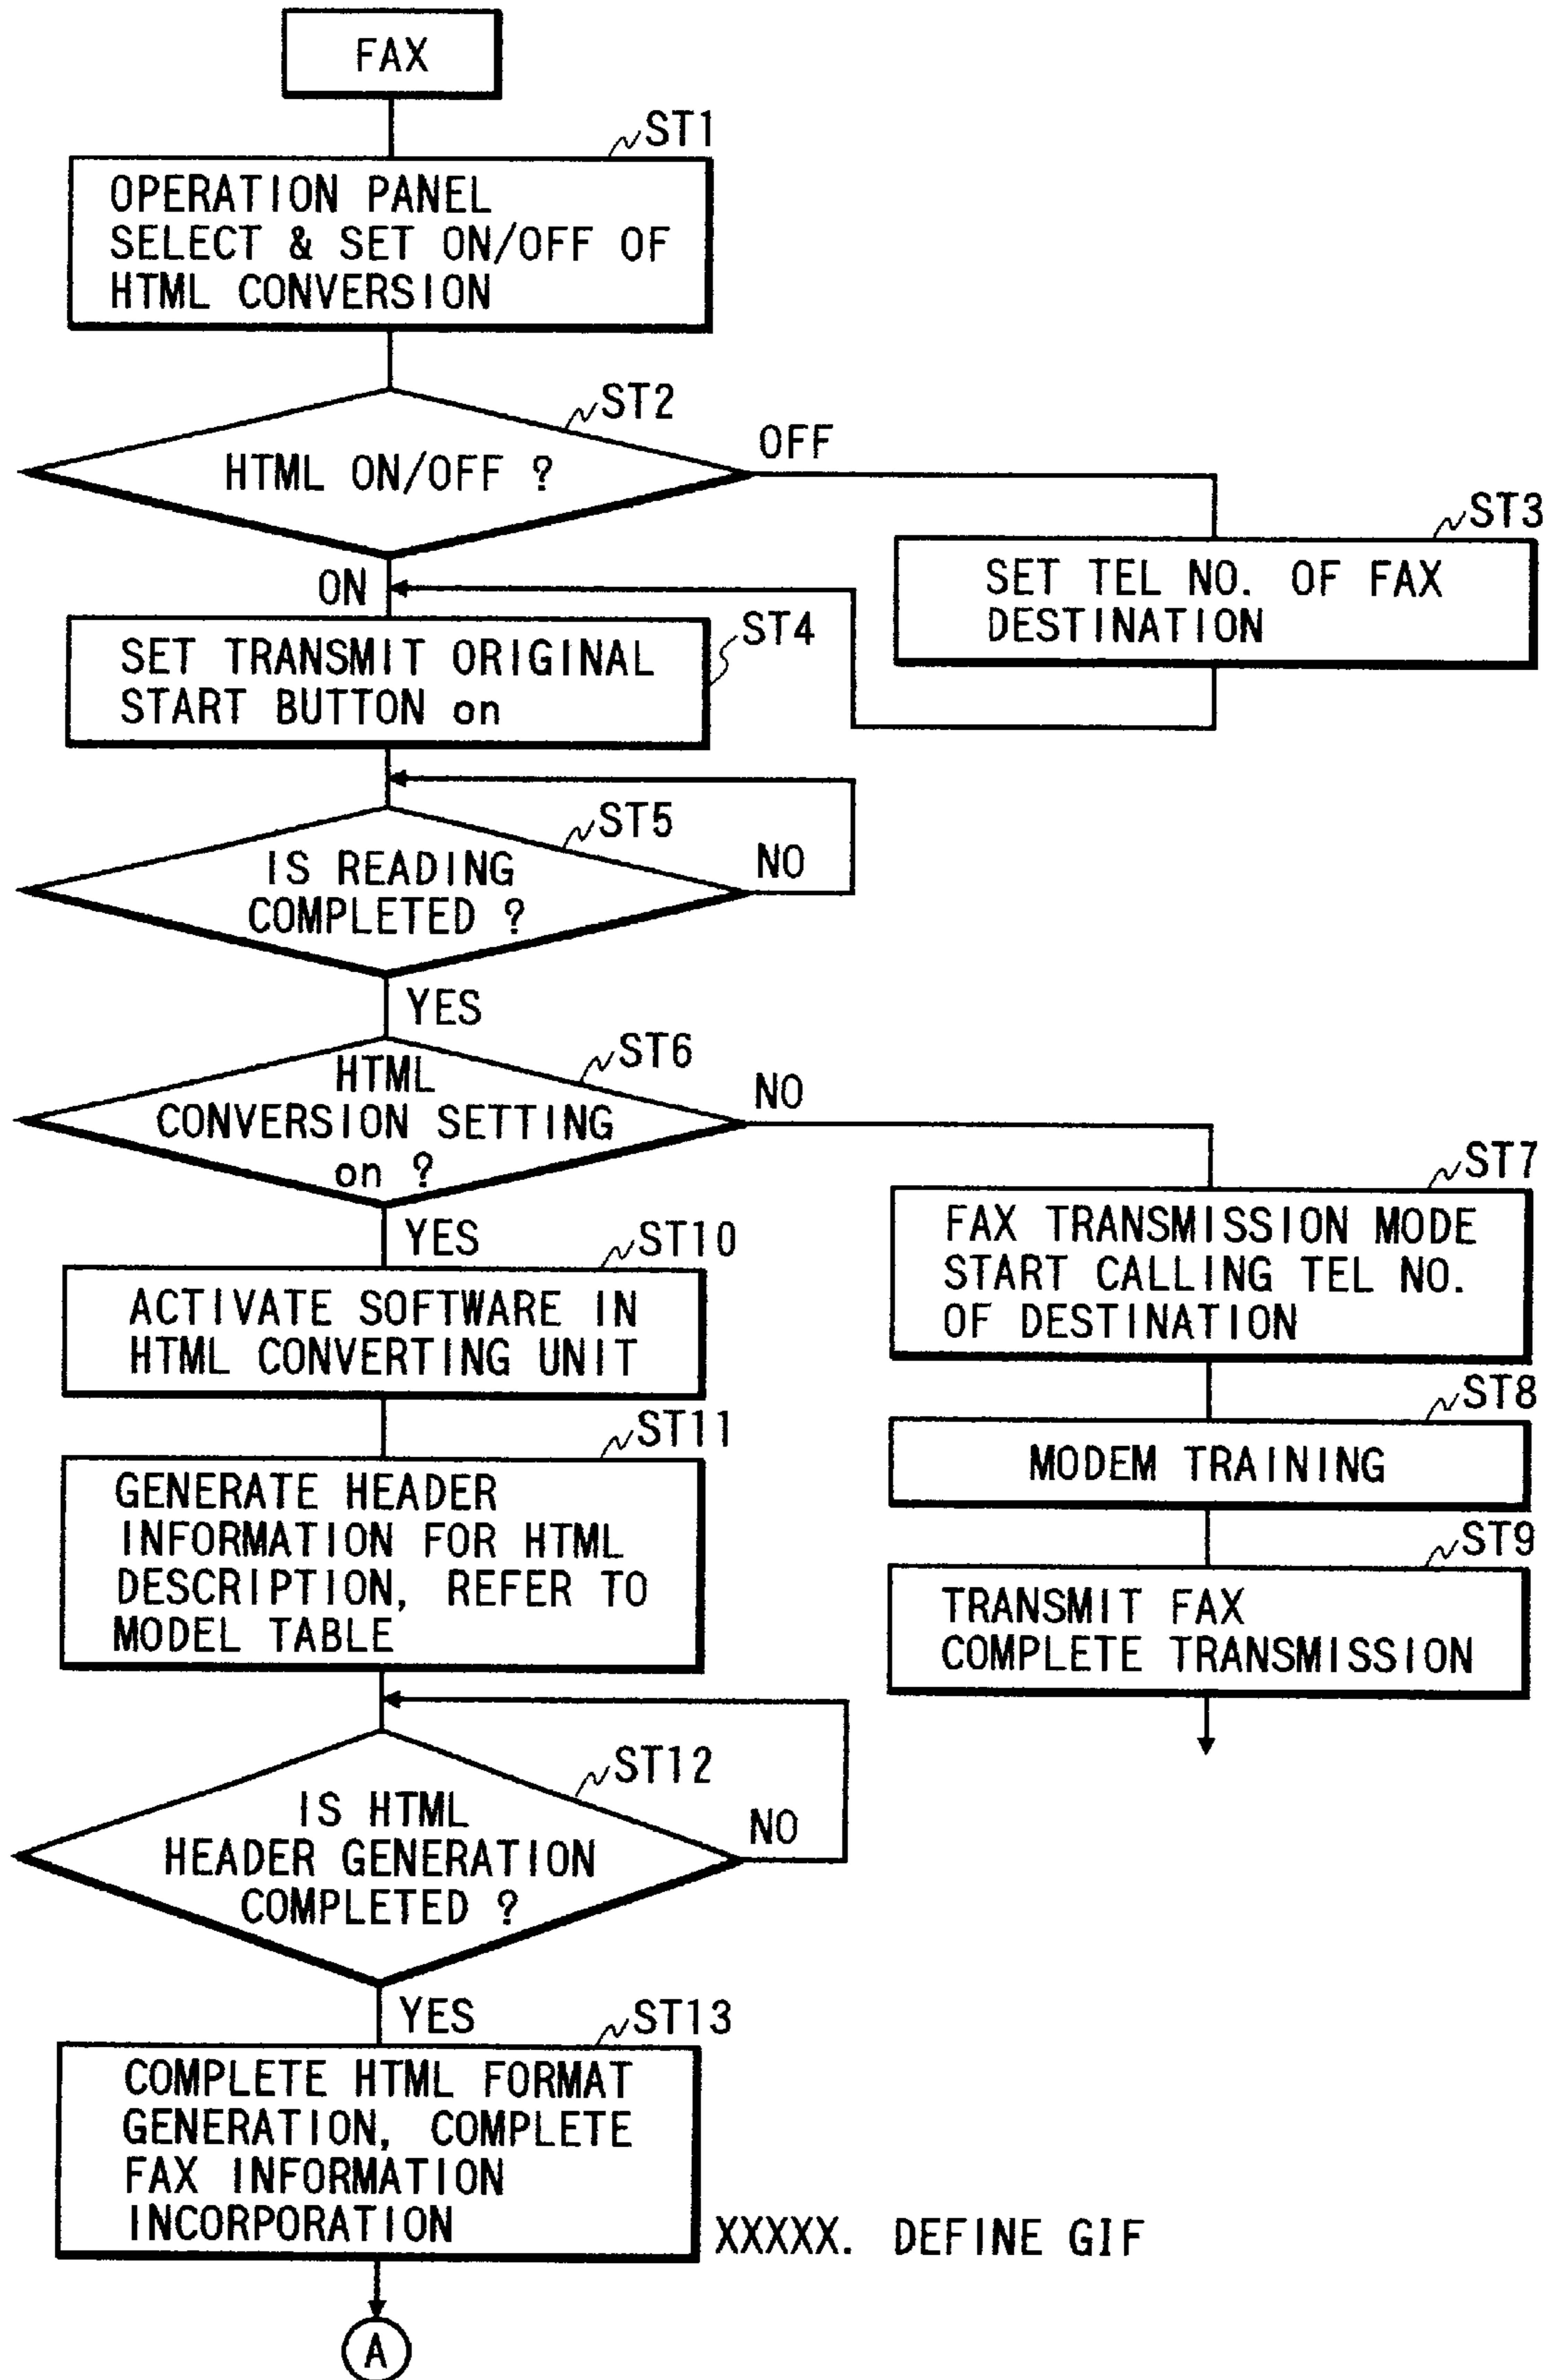 FAX
ST1
OPERATION PANEL
SELECT & SET ON/OFF OF
HTML CONVERSION
ST2
HTML ON/OFF ?
OFF
ST3
SET TEL NO. OF FAX
DESTINATION
ON
ST4
SET TRANSMIT ORIGINAL
START BUTTON on
ST5
IS READING
COMPLETED ?
NO
YES
ST6
HTML
CONVERSION SETTING
on ?
NO
ST7
FAX TRANSMISSION MODE
START CALLING TEL NO.
OF DESTINATION
ST8
MODEM TRAINING
ST9
TRANSMIT FAX
COMPLETE TRANSMISSION
YES
ST10
ACTIVATE SOFTWARE IN
HTML CONVERTING UNIT
ST11
GENERATE HEADER
INFORMATION FOR HTML
DESCRIPTION, REFER TO
MODEL TABLE
ST12
IS HTML
HEADER GENERATION
COMPLETED ?
NO
YES
ST13
COMPLETE HTML FORMAT
GENERATION, COMPLETE
FAX INFORMATION
INCORPORATION
XXXXX. DEFINE GIF
A